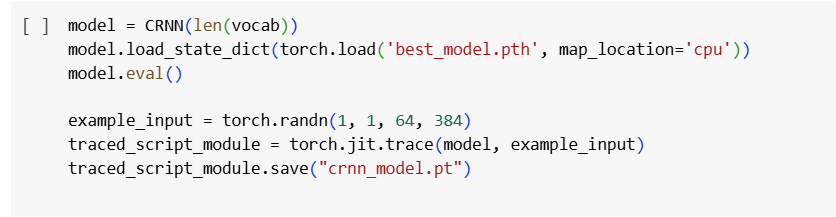 [ ] model = CRNN(len(vocab))
model.load_state_dict(torch.load('best_model.pth', map_location='cpu'))
model.eval()
example_input = torch.randn(1, 1, 64, 384)
traced_script_module = torch.jit.trace(model, example_input)
traced_script_module.save("crnn_model.pt")